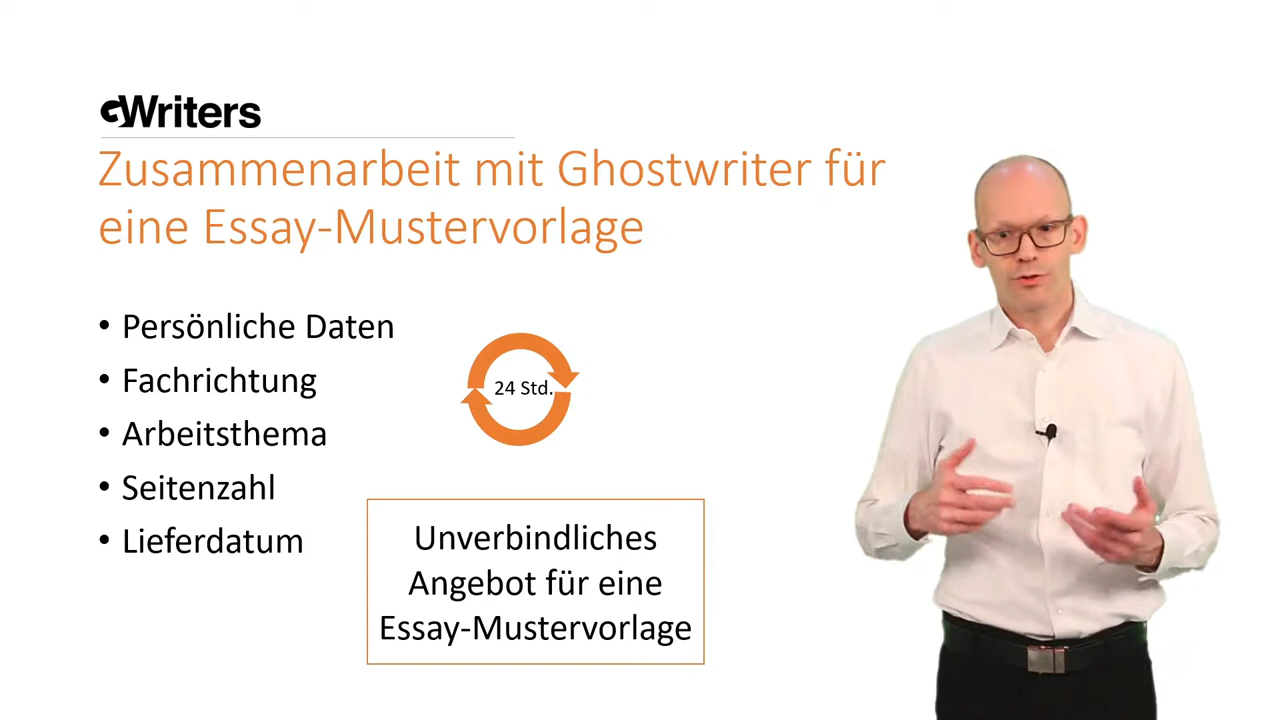 GWriters
Zusammenarbeit mit Ghostwriter für
eine Essay-Mustervorlage
• Persönliche Daten
• Fachrichtung
• Arbeitsthema
• Seitenzahl
• Lieferdatum
24 Std.
Unverbindliches
Angebot für eine
Essay-Mustervorlage